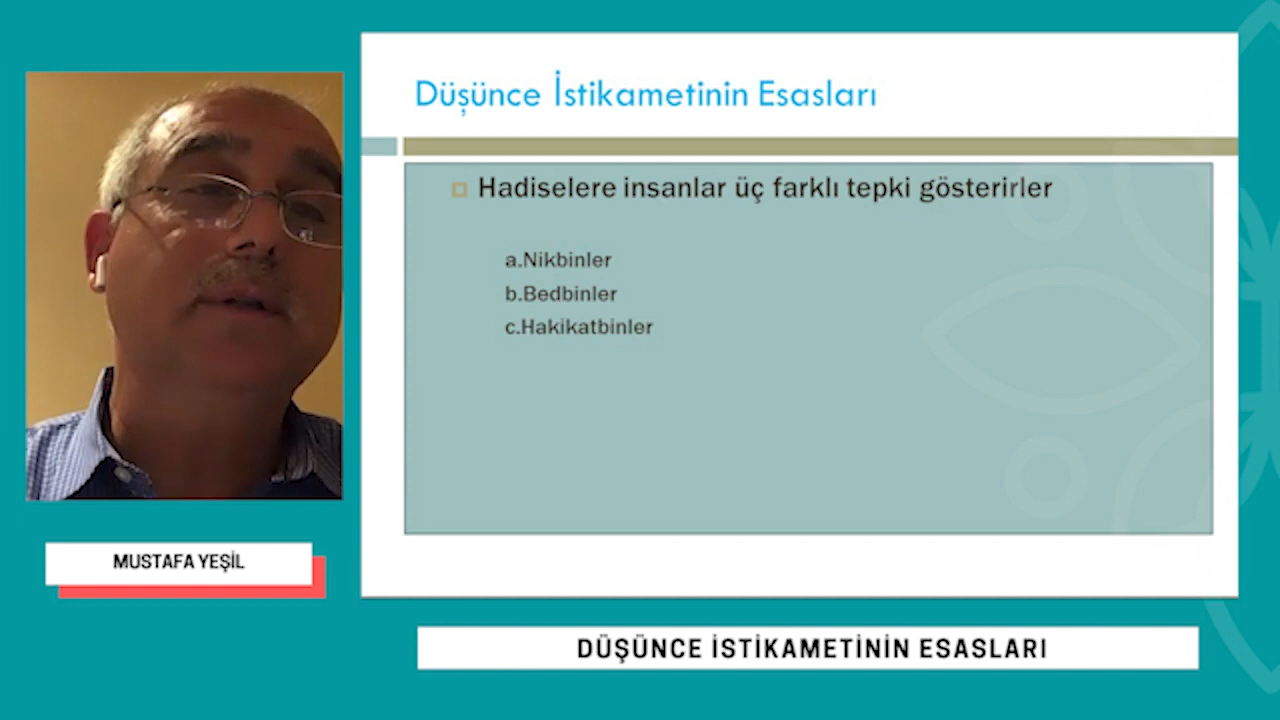 Düşünce İstikametinin Esasları
Hadiselere insanlar üç farklı tepki gösterirler
a.Nikbinler
b.Bedbinler
c.Hakikatbinler
MUSTAFA YEŞİL
DÜŞÜNCE İSTİKAMETİNİN ESASLARI